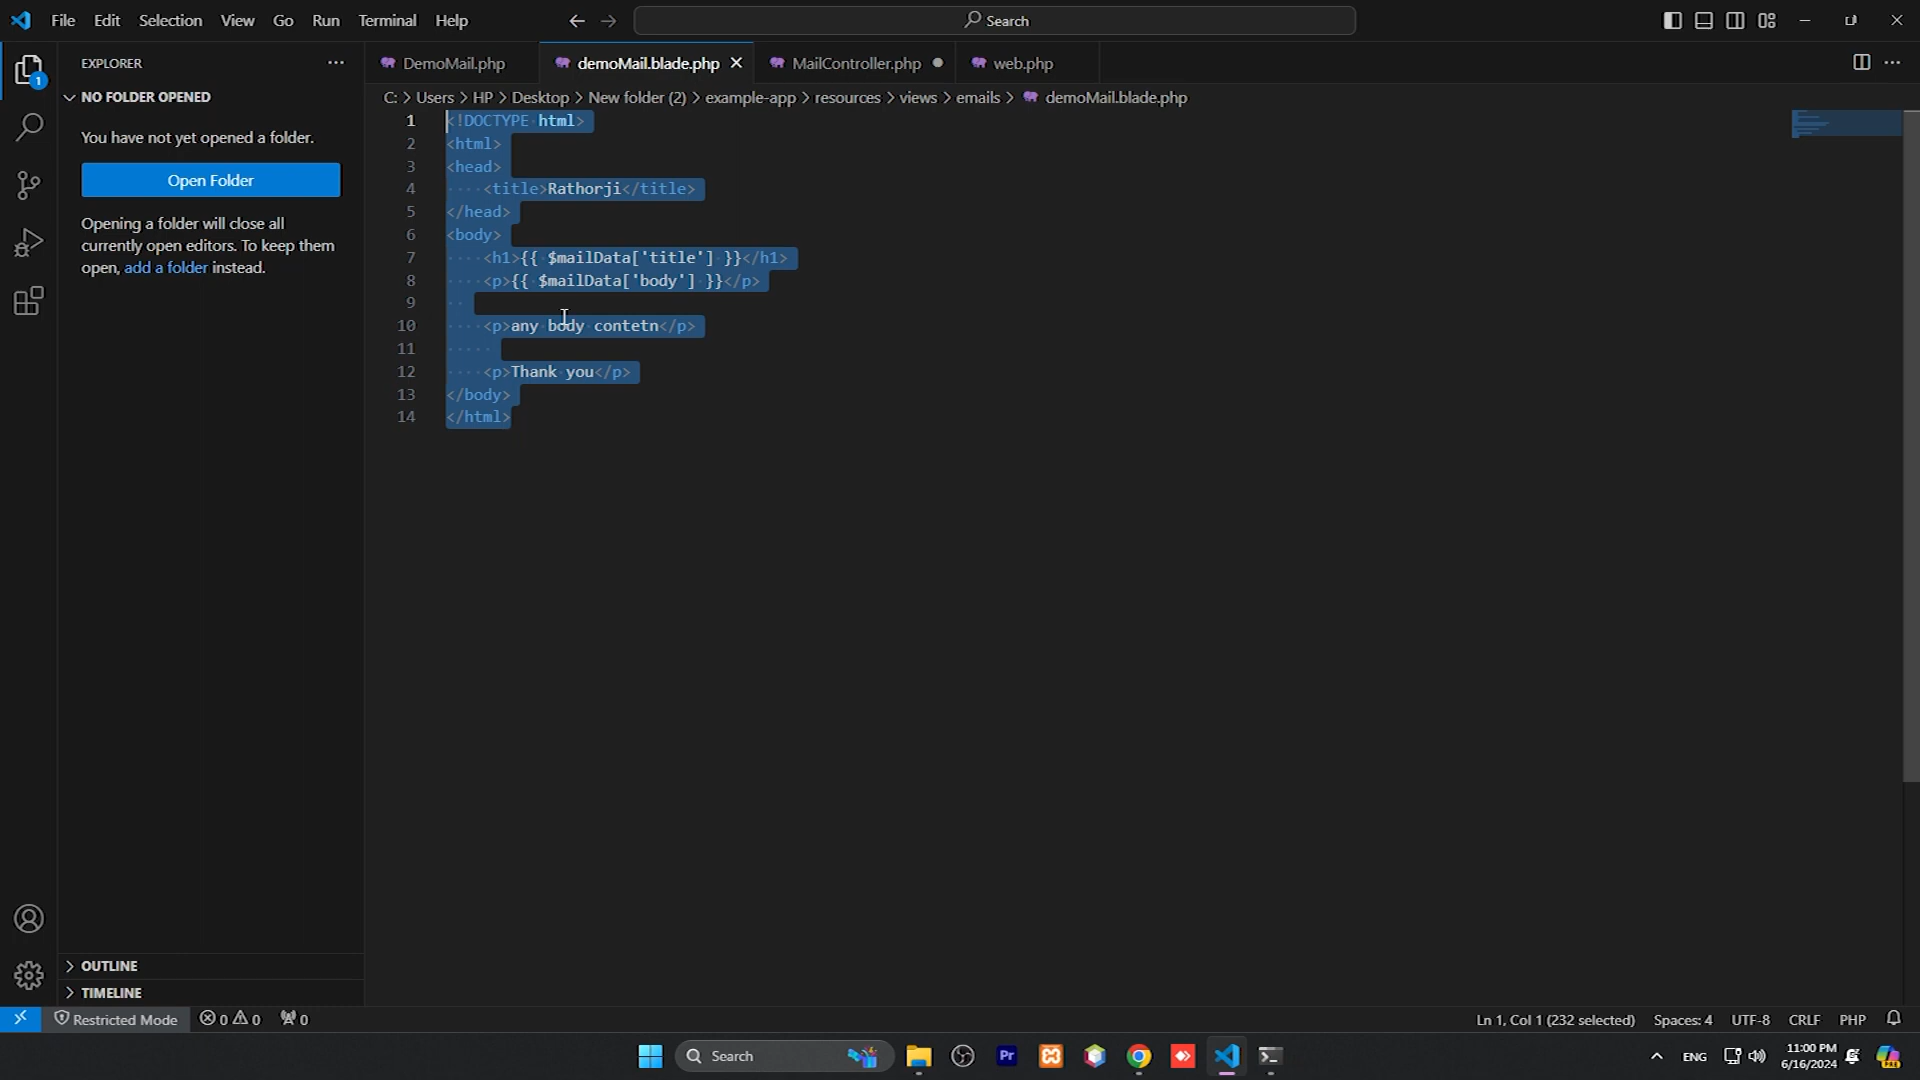 File Edit Selection View Go Run Terminal Help
Search
EXPLORER
NO FOLDER OPENED
You have not yet opened a folder.
Open Folder
Opening a folder will close all
currently open editors. To keep them
open, add a folder instead.
OUTLINE
TIMELINE
DemoMail.php demoMail.blade.php MailController.php web.php
C: > Users > HP > Desktop > New folder (2) > example-app > resources > views > emails > demoMail.blade.php
1 <!DOCTYPE html>
2 <html>
3 <head>
4 <title>Rathorji</title>
5 </head>
6 <body>
7 <h1>{{ $mailData['title'] }}</h1>
8 <p>{{ $mailData['body'] }}</p>
9
10 <p>any body contetn</p>
11
12 <p>Thank you</p>
13 </body>
14 </html>
1
Restricted Mode 0 0 0
Ln 1, Col 1 (232 selected) Spaces: 4 UTF-8 CRLF PHP
Search
Pr
ENG
11:00 PM
6/16/2024
PRE